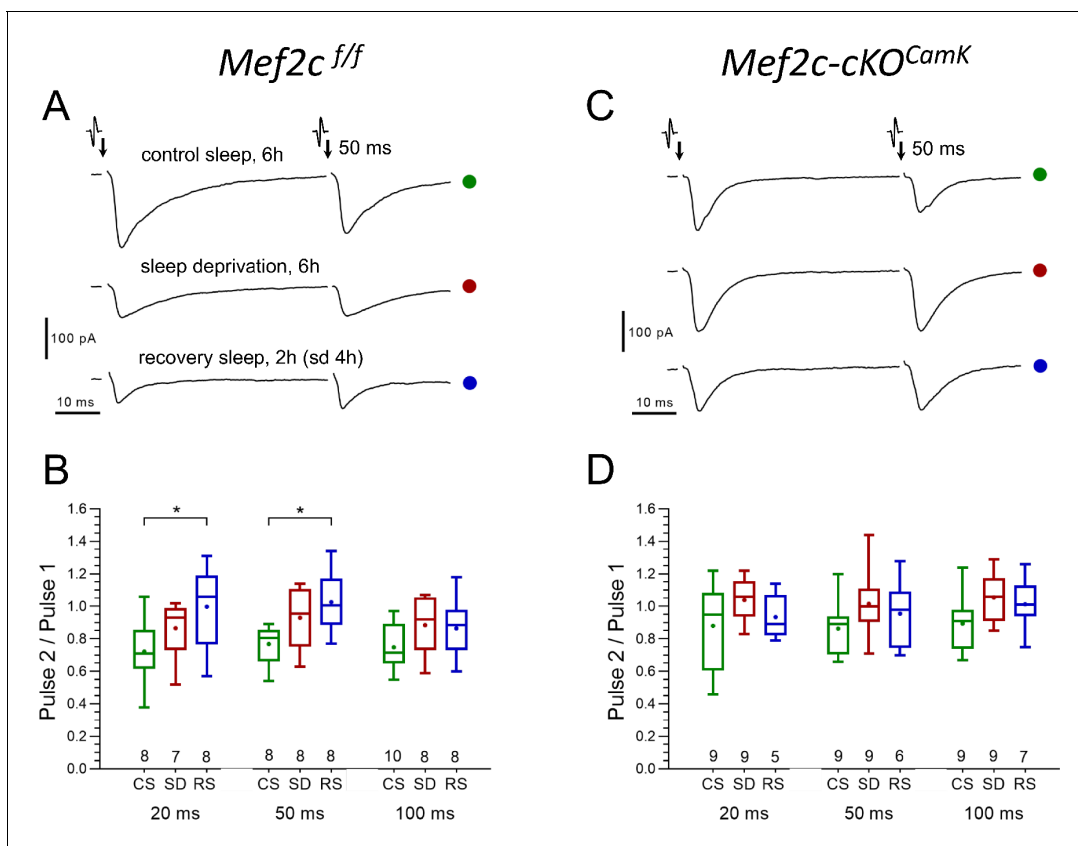 Mef2c f/f
Mef2c-cKO CamK
A
50 ms
control sleep, 6h
sleep deprivation, 6h
100 pA
recovery sleep, 2h (sd 4h)
10 ms
C
50 ms
100 pA
10 ms
B
Pulse 2 / Pulse 1
1.6
1.4
1.2
1.0
0.8
0.6
0.4
0.2
0.0
* *
8 7 8 8 8 8 10 8 8
CS SD RS CS SD RS CS SD RS
20 ms 50 ms 100 ms
D
Pulse 2 / Pulse 1
1.6
1.4
1.2
1.0
0.8
0.6
0.4
0.2
0.0
9 9 5 9 9 6 9 9 7
CS SD RS CS SD RS CS SD RS
20 ms 50 ms 100 ms